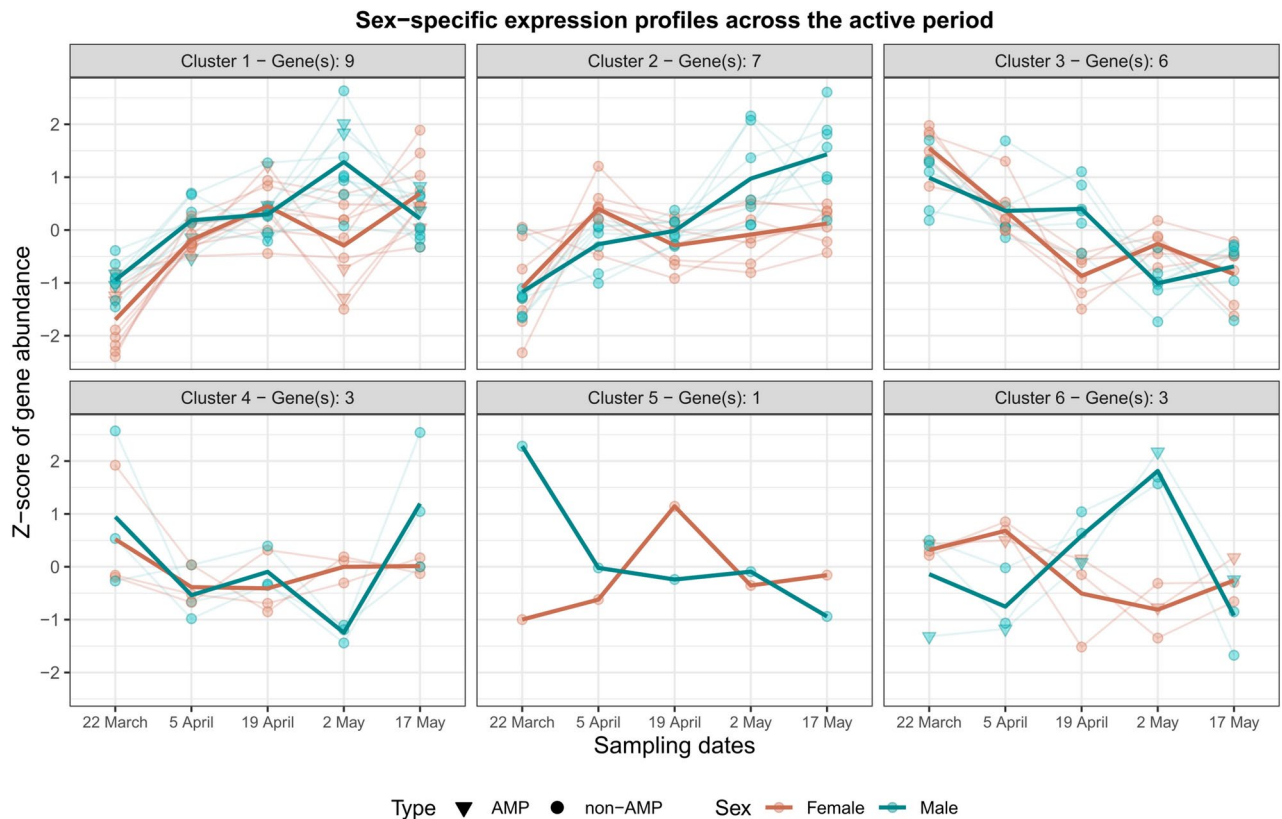 Sex−specific expression profiles across the active period
Cluster 1 − Gene(s): 9
Cluster 2 − Gene(s): 7
Cluster 3 − Gene(s): 6
2
1
0
−1
−2
Z−score of gene abundance
Cluster 4 − Gene(s): 3
Cluster 5 − Gene(s): 1
Cluster 6 − Gene(s): 3
2
1
0
−1
−2
22 March 5 April 19 April 2 May 17 May
22 March 5 April 19 April 2 May 17 May
22 March 5 April 19 April 2 May 17 May
Sampling dates
Type AMP non−AMP Sex Female Male